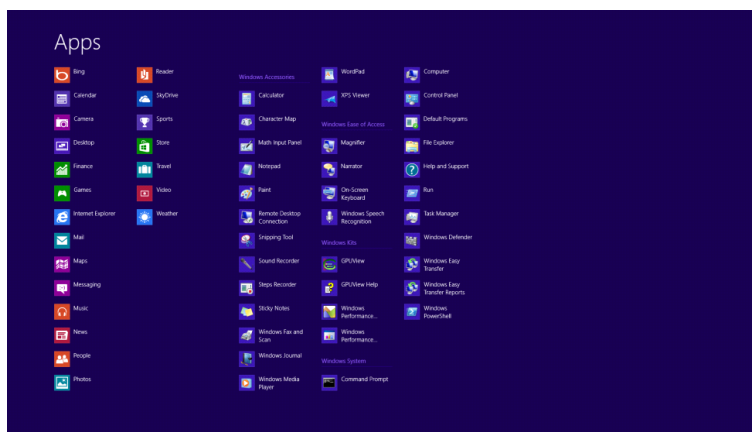 Apps
Bing
Calendar
Camera
Desktop
Finance
Games
Internet Explorer
Mail
Maps
Messaging
Music
News
People
Photos
Reader
SkyDrive
Sports
Store
Travel
Video
Weather
Windows Accessories
Calculator
Character Map
Math Input Panel
Notepad
Paint
Remote Desktop
Connection
Snipping Tool
Sound Recorder
Steps Recorder
Sticky Notes
Windows Fax and
Scan
Windows Journal
Windows Media
Player
WordPad
XPS Viewer
Windows Ease of Access
Magnifier
Narrator
On-Screen
Keyboard
Windows Speech
Recognition
Windows Kits
GPUView
GPUView Help
Windows
Performance...
Windows
Performance...
Windows System
Command Prompt
Computer
Control Panel
Default Programs
File Explorer
Help and Support
Run
Task Manager
Windows Defender
Windows Easy
Transfer
Windows Easy
Transfer Reports
Windows
PowerShell